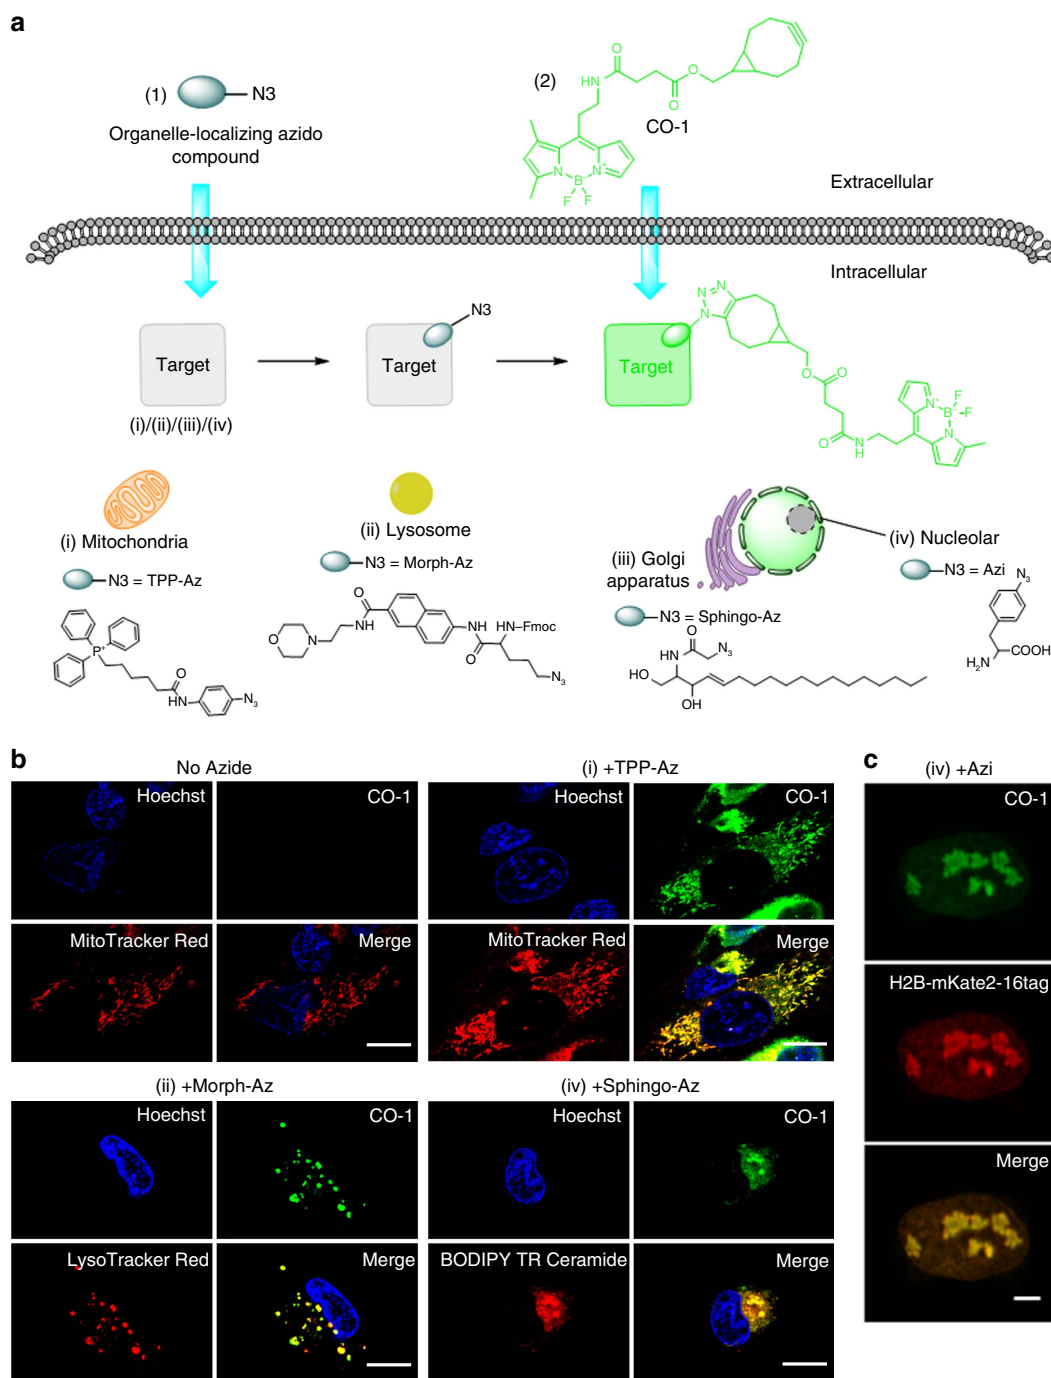 a
(1)
N3
Organelle-localizing azido
compound
(2)
O
HN
O
O
CO-1
N
N+
B-
F
F
Extracellular
Intracellular
Target
(i)/(ii)/(iii)/(iv)
N3
Target
N
N
N
Target
O
O
O
N
H
N+
B-
F
F
N
(i) Mitochondria
N3 = TPP-Az
P+
O
HN
N3
(ii) Lysosome
N3 = Morph-Az
O
N
NH
O
NH
O
HN
Fmoc
N3
(iii) Golgi
apparatus
N3 = Sphingo-Az
O
HN
N3
HO
OH
(iv) Nucleolar
N3 = Azi
N3
H2N
COOH
b
No Azide
Hoechst
CO-1
MitoTracker Red
Merge
(i) +TPP-Az
Hoechst
CO-1
MitoTracker Red
Merge
(ii) +Morph-Az
Hoechst
CO-1
LysoTracker Red
Merge
(iv) +Sphingo-Az
Hoechst
CO-1
BODIPY TR Ceramide
Merge
c
(iv) +Azi
CO-1
H2B-mKate2-16tag
Merge